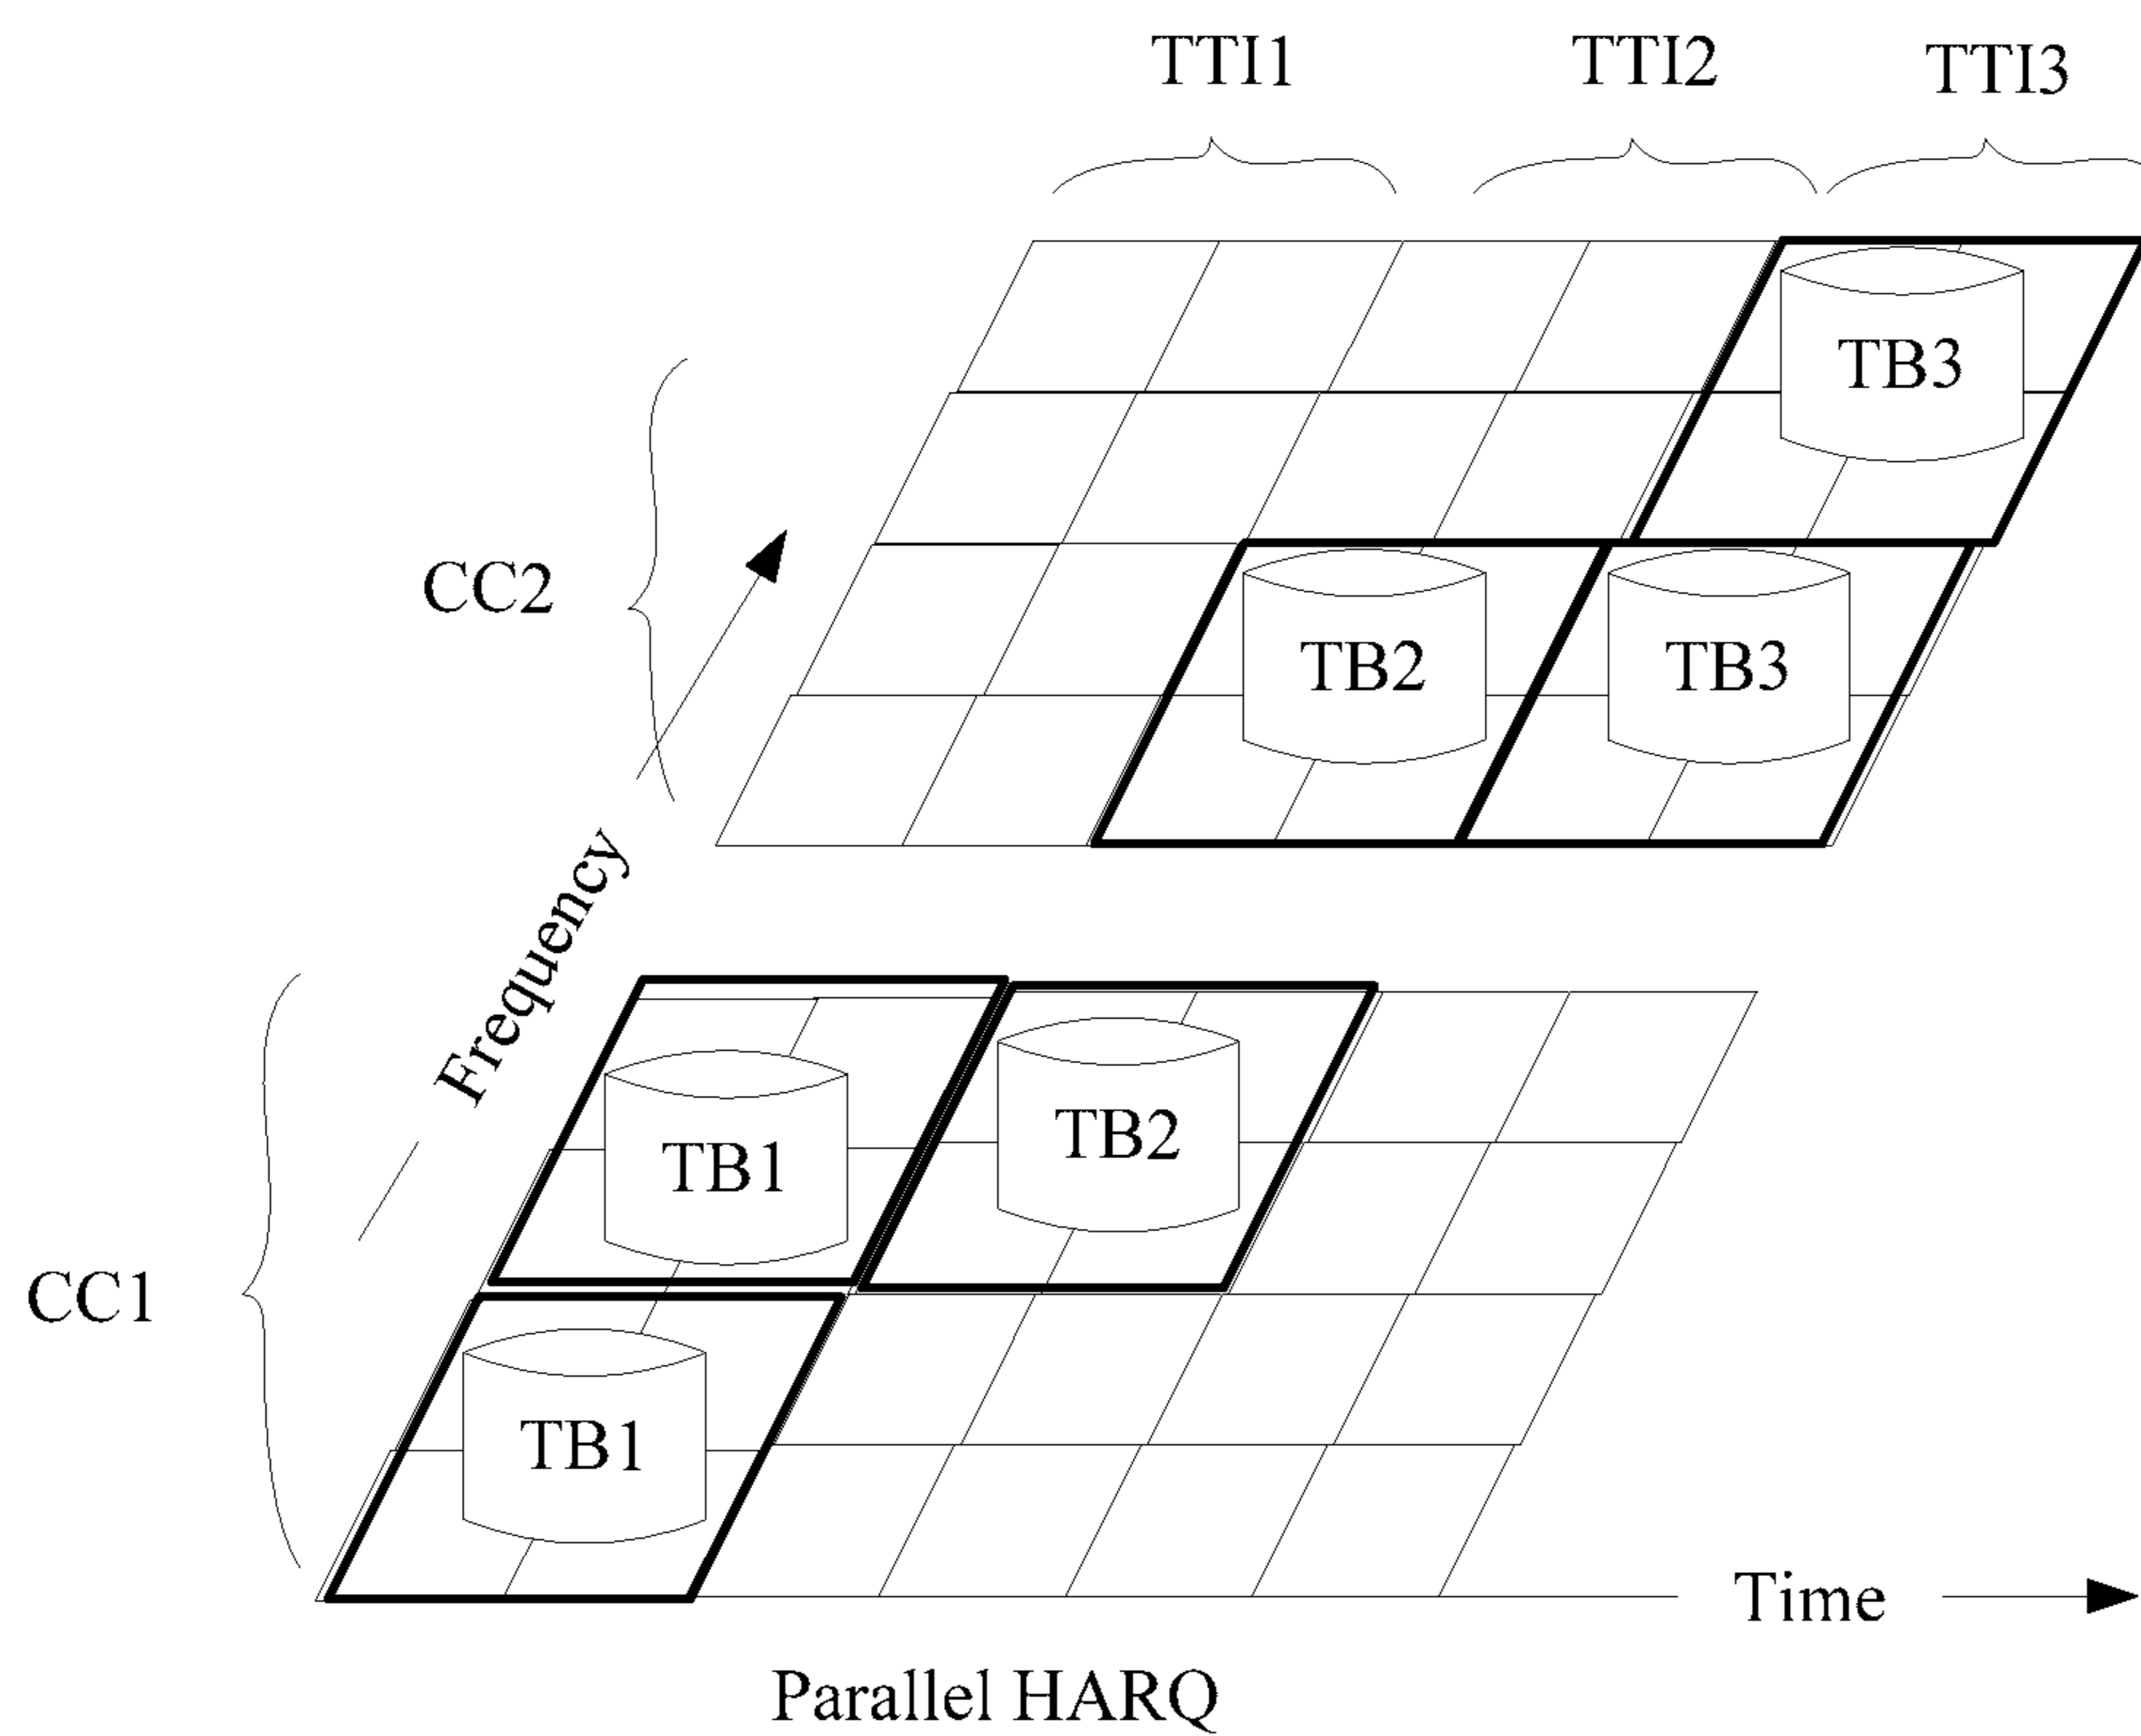 TTI1 TTI2 TTI3
TB3
CC2
TB2 TB3
Frequency
TB1 TB2
CC1
TB1
Time
Parallel HARQ